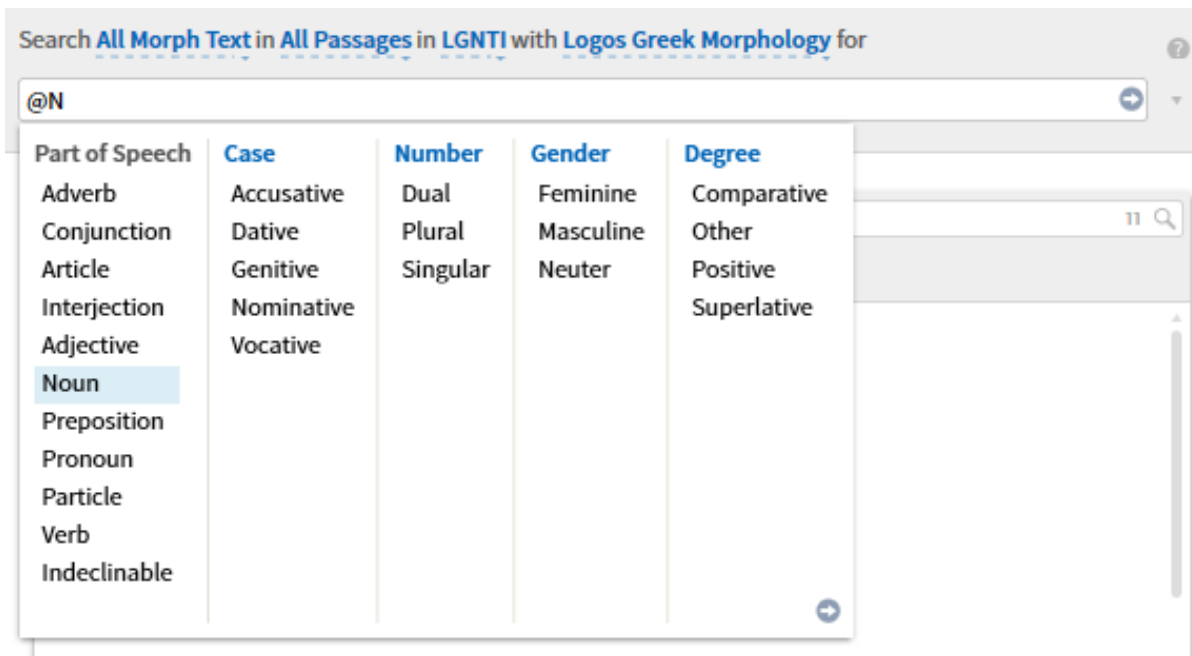 Search All Morph Text in All Passages in LGNTI with Logos Greek Morphology for
?
@N
Part of Speech Case Number Gender Degree
Adverb Accusative Dual Feminine Comparative
Conjunction Dative Plural Masculine Other
Article Genitive Singular Neuter Positive
Interjection Nominative Superlative
Adjective Vocative
Noun
Preposition
Pronoun
Particle
Verb
Indeclinable
11